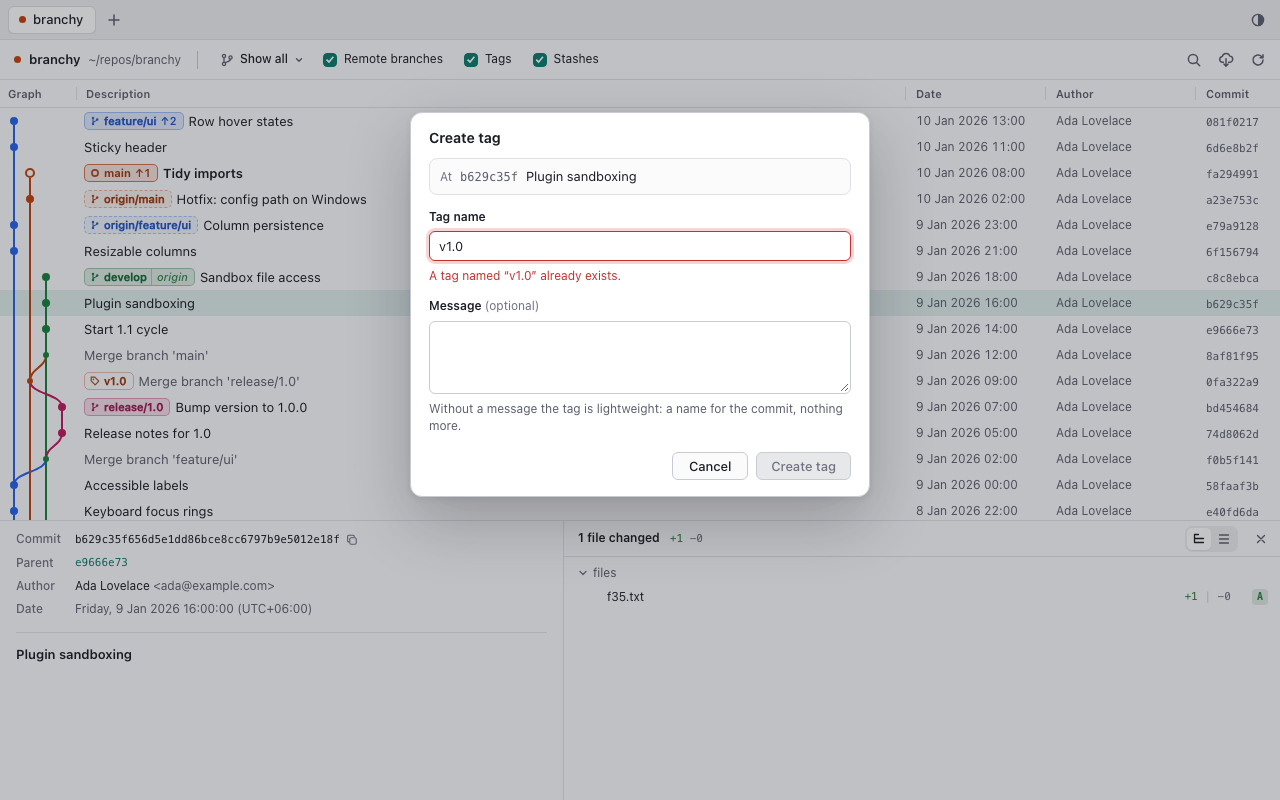 branchy
branchy ~/repos/branchy Show all Remote branches Tags Stashes
Graph Description Date Author Commit
feature/ui ↑2 Row hover states 10 Jan 2026 13:00 Ada Lovelace 081f0217
Sticky header 10 Jan 2026 11:00 Ada Lovelace 6d6e8b2f
main ↑1 Tidy imports 10 Jan 2026 08:00 Ada Lovelace fa294991
origin/main Hotfix: config path on Windows 10 Jan 2026 02:00 Ada Lovelace a23e753c
origin/feature/ui Column persistence 9 Jan 2026 23:00 Ada Lovelace e79a9128
Resizable columns 9 Jan 2026 21:00 Ada Lovelace 6f156794
develop origin Sandbox file access 9 Jan 2026 18:00 Ada Lovelace c8c8ebca
Plugin sandboxing 9 Jan 2026 16:00 Ada Lovelace b629c35f
Start 1.1 cycle 9 Jan 2026 14:00 Ada Lovelace e9666e73
Merge branch 'main' 9 Jan 2026 12:00 Ada Lovelace 8af81f95
v1.0 Merge branch 'release/1.0' 9 Jan 2026 09:00 Ada Lovelace 0fa322a9
release/1.0 Bump version to 1.0.0 9 Jan 2026 07:00 Ada Lovelace bd454684
Release notes for 1.0 9 Jan 2026 05:00 Ada Lovelace 74d8062d
Merge branch 'feature/ui' 9 Jan 2026 02:00 Ada Lovelace f0b5f141
Accessible labels 9 Jan 2026 00:00 Ada Lovelace 58faaf3b
Keyboard focus rings 8 Jan 2026 22:00 Ada Lovelace e40fd6da
Create tag
At b629c35f Plugin sandboxing
Tag name
v1.0
A tag named “v1.0” already exists.
Message (optional)
Without a message the tag is lightweight: a name for the commit, nothing
more.
Cancel Create tag
Commit b629c35f656d5e1dd86bce8cc6797b9e5012e18f
Parent e9666e73
Author Ada Lovelace <ada@example.com>
Date Friday, 9 Jan 2026 16:00:00 (UTC+06:00)
Plugin sandboxing
1 file changed +1 −0
files
f35.txt +1 | −0 A